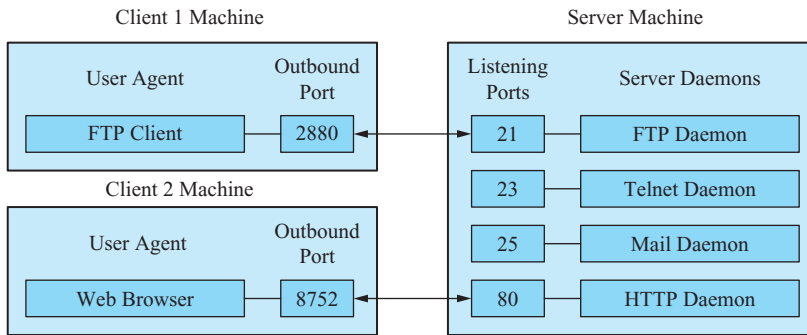 Client 1 Machine
User Agent
Outbound
Port
FTP Client
2880
Client 2 Machine
User Agent
Outbound
Port
Web Browser
8752
Server Machine
Listening
Ports
Server Daemons
21
FTP Daemon
23
Telnet Daemon
25
Mail Daemon
80
HTTP Daemon